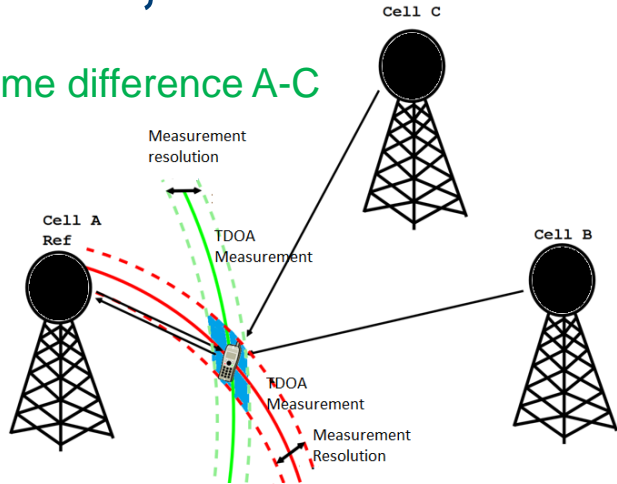 Cell C
me difference A-C
Measurement
resolution
Cell A
Ref
TDOA
Measurement
Cell B
TDOA
Measurement
Measurement
Resolution